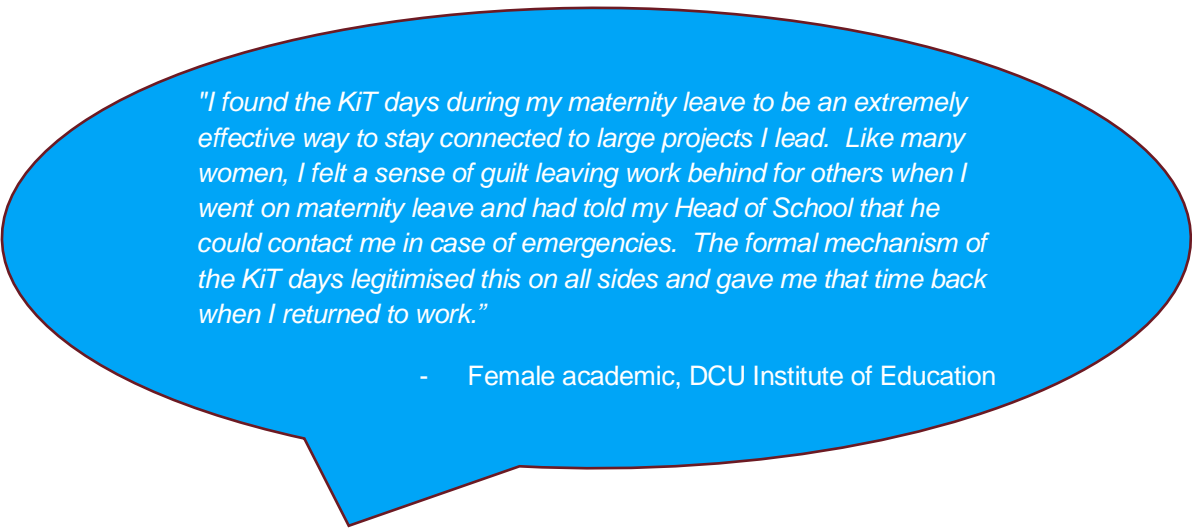 "I found the KiT days during my maternity leave to be an extremely
effective way to stay connected to large projects I lead.  Like many
women, I felt a sense of guilt leaving work behind for others when I
went on maternity leave and had told my Head of School that he
could contact me in case of emergencies.  The formal mechanism of
the KiT days legitimised this on all sides and gave me that time back
when I returned to work.”
- Female academic, DCU Institute of Education